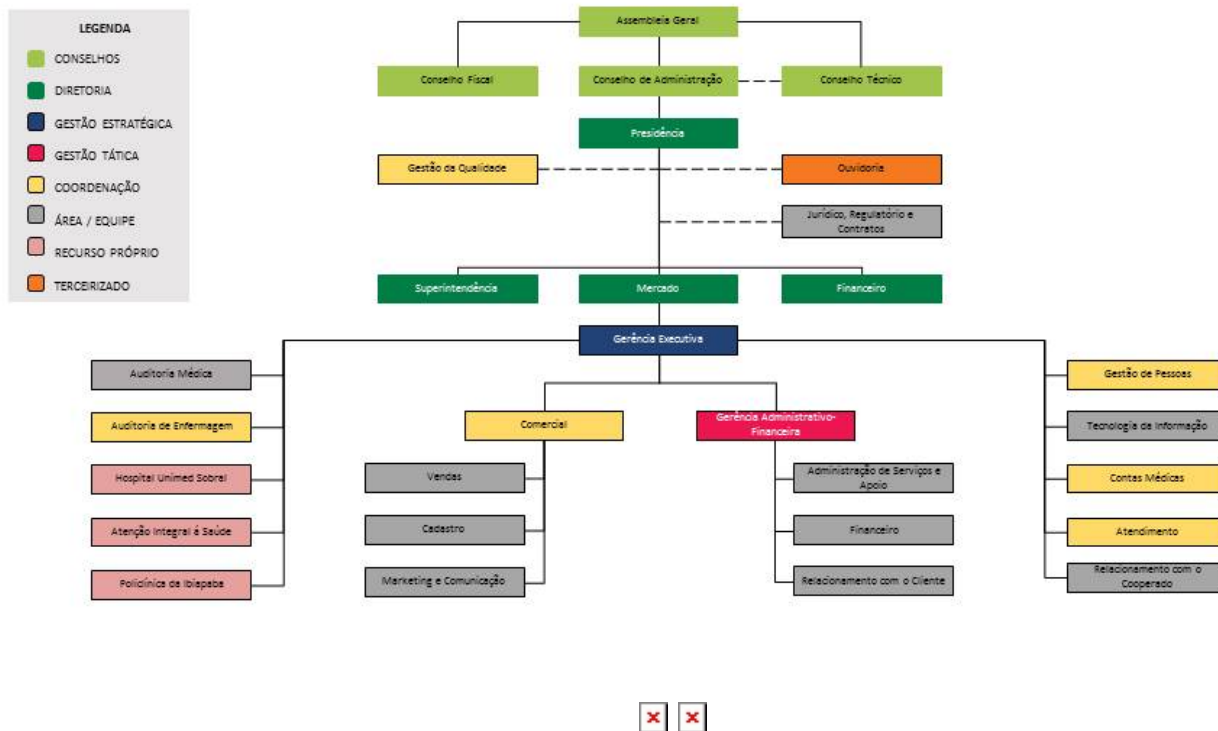 LEGENDA
CONSELHOS
DIRETORIA
GESTÃO ESTRATÉGICA
GESTÃO TÁTICA
COORDENAÇÃO
ÁREA / EQUIPE
RECURSO PRÓPRIO
TERCEIRIZADO
Assembleia Geral
Conselho Fiscal
Conselho de Administração
Conselho Técnico
Presidência
Gestão da Qualidade
Ouvidoria
Jurídico, Regulatório e
Contratos
Superintendência
Mercado
Financeiro
Gerência Executiva
Auditoria Médica
Auditoria de Enfermagem
Hospital Unimed Sobral
Atenção Integral á Saúde
Policlínica da Ibiapaba
Comercial
Vendas
Cadastro
Marketing e Comunicação
Gerência Administrativo-
Financeira
Administração de Serviços e
Apoio
Financeiro
Relacionamento com o Cliente
Gestão de Pessoas
Tecnologia da Informação
Contas Médicas
Atendimento
Relacionamento com o
Cooperado